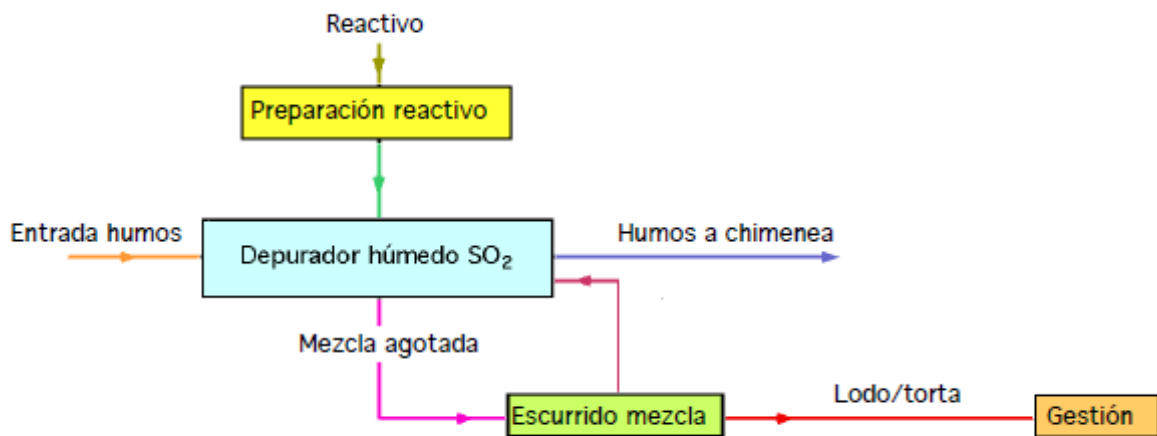 Reactivo
Preparación reactivo
Entrada humos
Depurador húmedo SO₂
Humos a chimenea
Mezcla agotada
Escurrido mezcla
Lodo/torta
Gestión